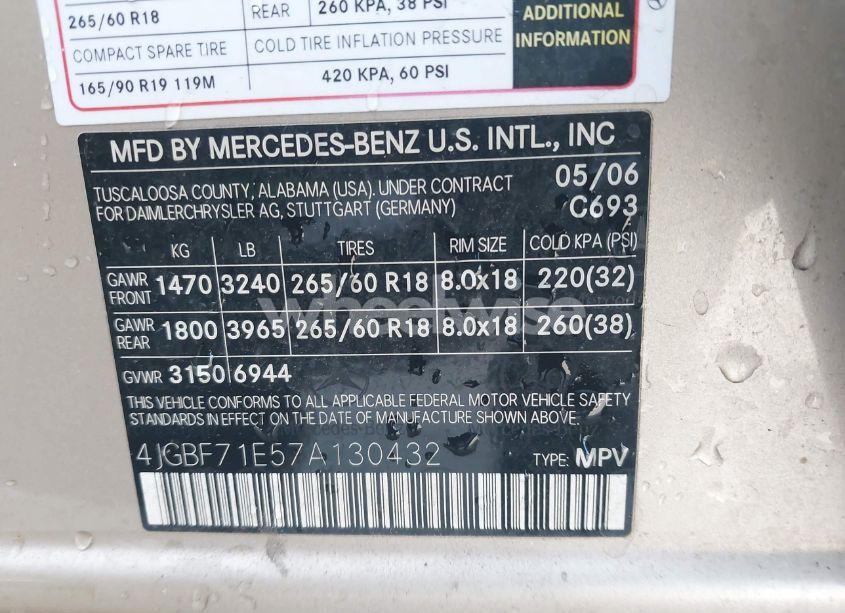 265/60 R18 REAR 260 KPA, 38 PSI
COMPACT SPARE TIRE COLD TIRE INFLATION PRESSURE
165/90 R19 119M 420 KPA, 60 PSI
ADDITIONAL
INFORMATION
MFD BY MERCEDES-BENZ U.S. INTL., INC
TUSCALOOSA COUNTY, ALABAMA (USA). UNDER CONTRACT 05/06
FOR DAIMLERCHRYSLER AG, STUTTGART (GERMANY) C693
KG LB TIRES RIM SIZE COLD KPA (PSI)
GAWR FRONT 1470 3240 265/60 R18 8.0x18 220(32)
wheelwise
GAWR REAR 1800 3965 265/60 R18 8.0x18 260(38)
GVWR 3150 6944
THIS VEHICLE CONFORMS TO ALL APPLICABLE FEDERAL MOTOR VEHICLE SAFETY
STANDARDS IN EFFECT ON THE DATE OF MANUFACTURE SHOWN ABOVE.
4JGBF71E57A130432 TYPE: MPV